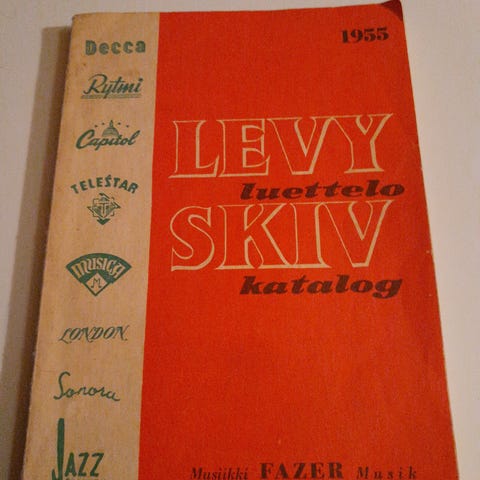 Decca
Rytmi
Capitol
TELESTAR
MUSICA
M
LONDON
Sonora
JAZZ
1955
LEVY
luettelo
SKIV
katalog
Musiikki FAZER Musik